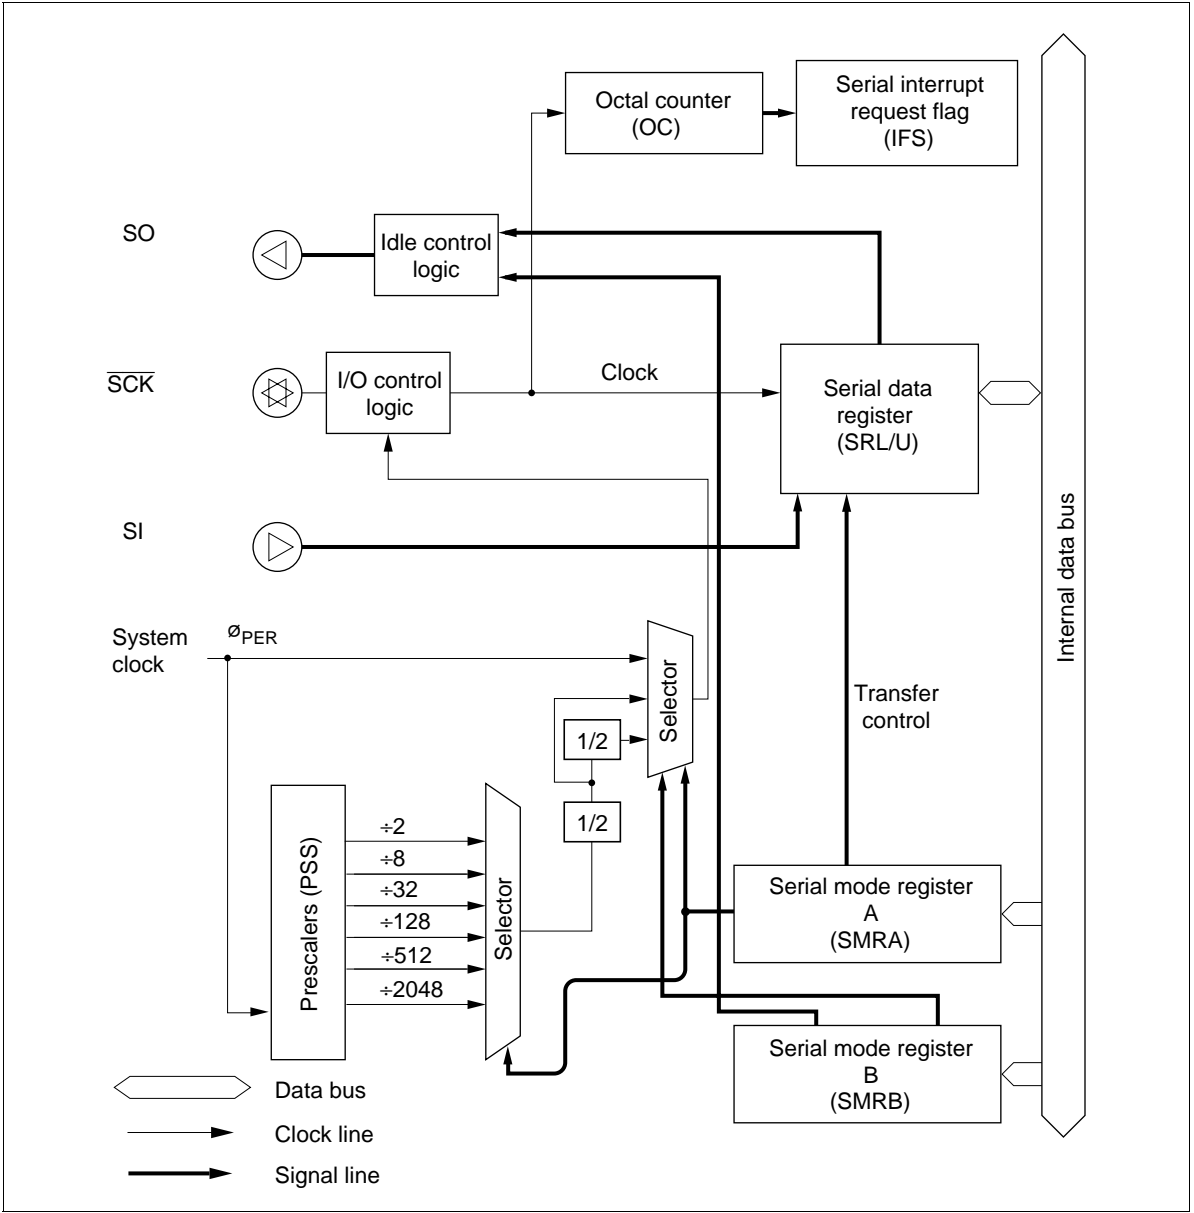 Octal counter
(OC)
Serial interrupt
request flag
(IFS)
SO
Idle control
logic
SCK
I/O control
logic
Clock
Serial data
register
(SRL/U)
SI
Internal data bus
System
clock
øPER
Selector
Transfer
control
1/2
1/2
Prescalers (PSS)
÷2
÷8
÷32
÷128
÷512
÷2048
Selector
Serial mode register
A
(SMRA)
Serial mode register
B
(SMRB)
Data bus
Clock line
Signal line